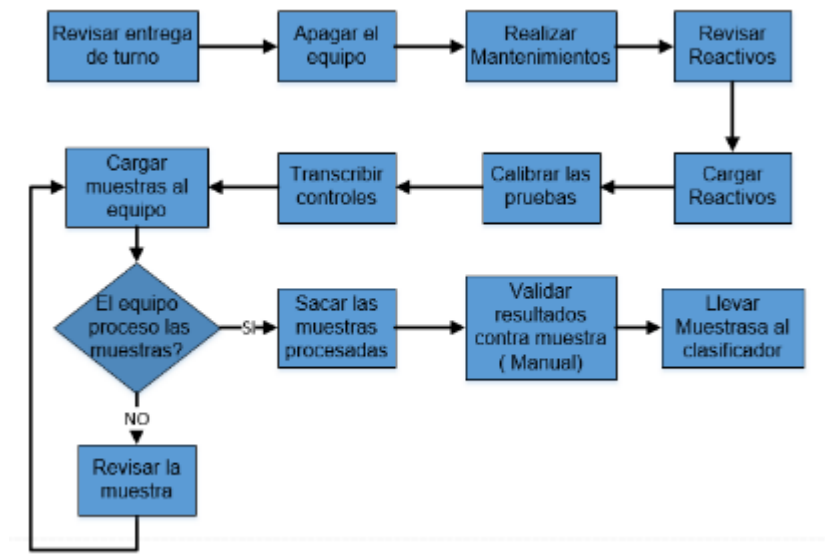 Revisar entrega
de turno
Apagar el
equipo
Realizar
Mantenimientos
Revisar
Reactivos
Cargar
Reactivos
Calibrar las
pruebas
Transcribir
controles
Cargar
muestras al
equipo
El equipo
proceso las
muestras?
SI
Sacar las
muestras
procesadas
Validar
resultados
contra muestra
( Manual)
Llevar
Muestrasa al
clasificador
NO
Revisar la
muestra